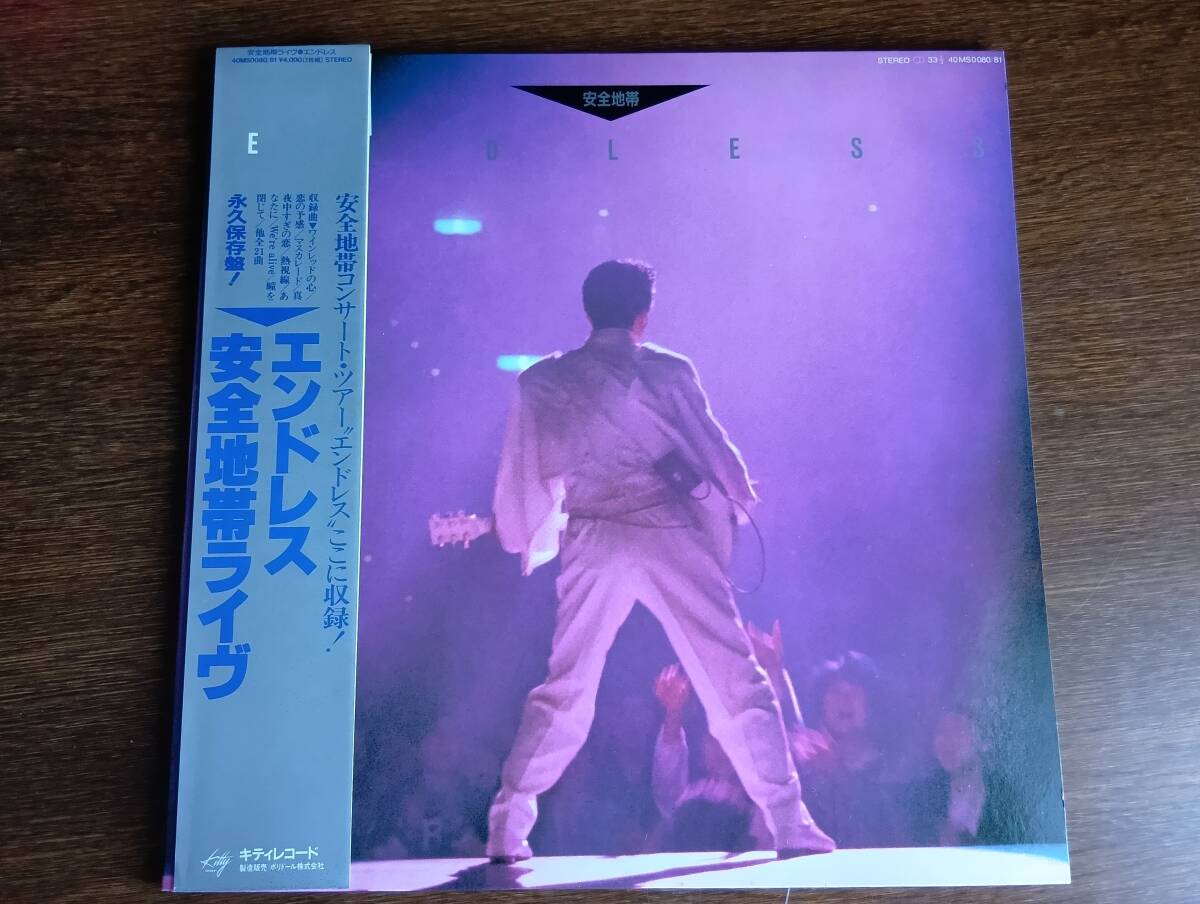 安全地帯ライヴ●エンドレス
40MS0080/81 ¥4,000 [2枚組] STEREO
E
安全地帯コンサート・ツアー"エンドレス"ここに収録!
収録曲▼ワインレッドの心/
恋の予感/マスカレード/真
夜中すぎの恋/熱視線/あ
なたに/We're alive/瞳を
閉じて/他全21曲
永久保存盤!
エンドレス
安全地帯ライヴ
Kitty
キティレコード
製造販売 ポリドール株式会社
STEREO 33⅓ 40MS0080/81
安全地帯
D L E S S